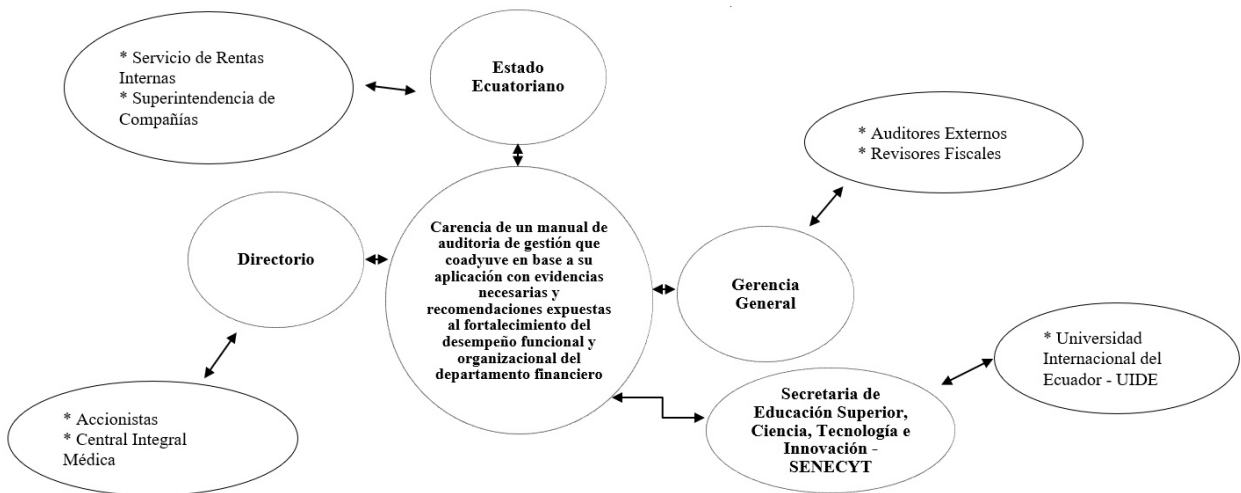 * Servicio de Rentas
Internas
* Superintendencia de
Compañías
Estado
Ecuatoriano
* Auditores Externos
* Revisores Fiscales
Directorio
Carencia de un manual de
auditoria de gestión que
coadyuve en base a su
aplicación con evidencias
necesarias y
recomendaciones expuestas
al fortalecimiento del
desempeño funcional y
organizacional del
departamento financiero
Gerencia
General
* Universidad
Internacional del
Ecuador - UIDE
* Accionistas
* Central Integral
Médica
Secretaria de
Educación Superior,
Ciencia, Tecnología e
Innovación -
SENECYT